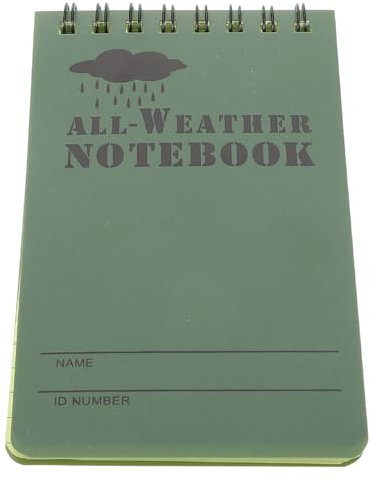 ALL-WEATHER
NOTEBOOK
NAME
ID NUMBER